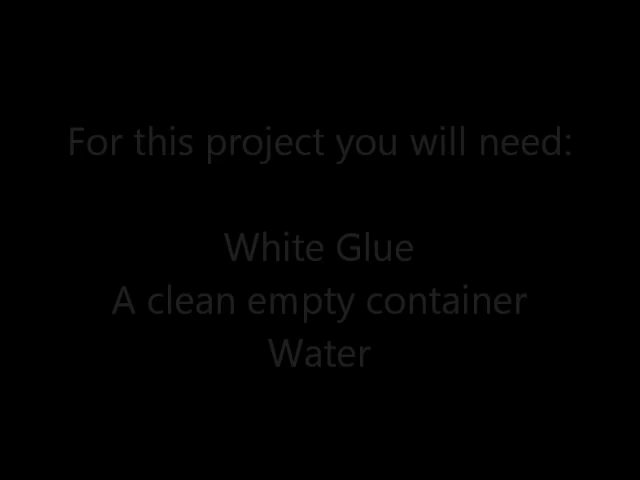 For this project you will need:
White Glue
A clean empty container
Water